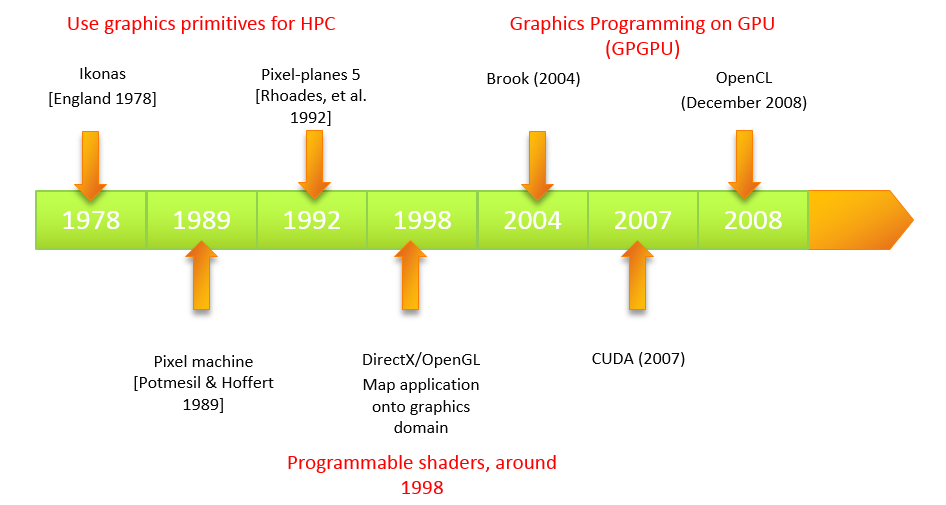 Use graphics primitives for HPC
Graphics Programming on GPU
(GPGPU)
Ikonas
[England 1978]
Pixel-planes 5
[Rhoades, et al.
1992]
Brook (2004)
OpenCL
(December 2008)
1978
1989
1992
1998
2004
2007
2008
Pixel machine
[Potmesil & Hoffert
1989]
DirectX/OpenGL
Map application
onto graphics
domain
CUDA (2007)
Programmable shaders, around
1998